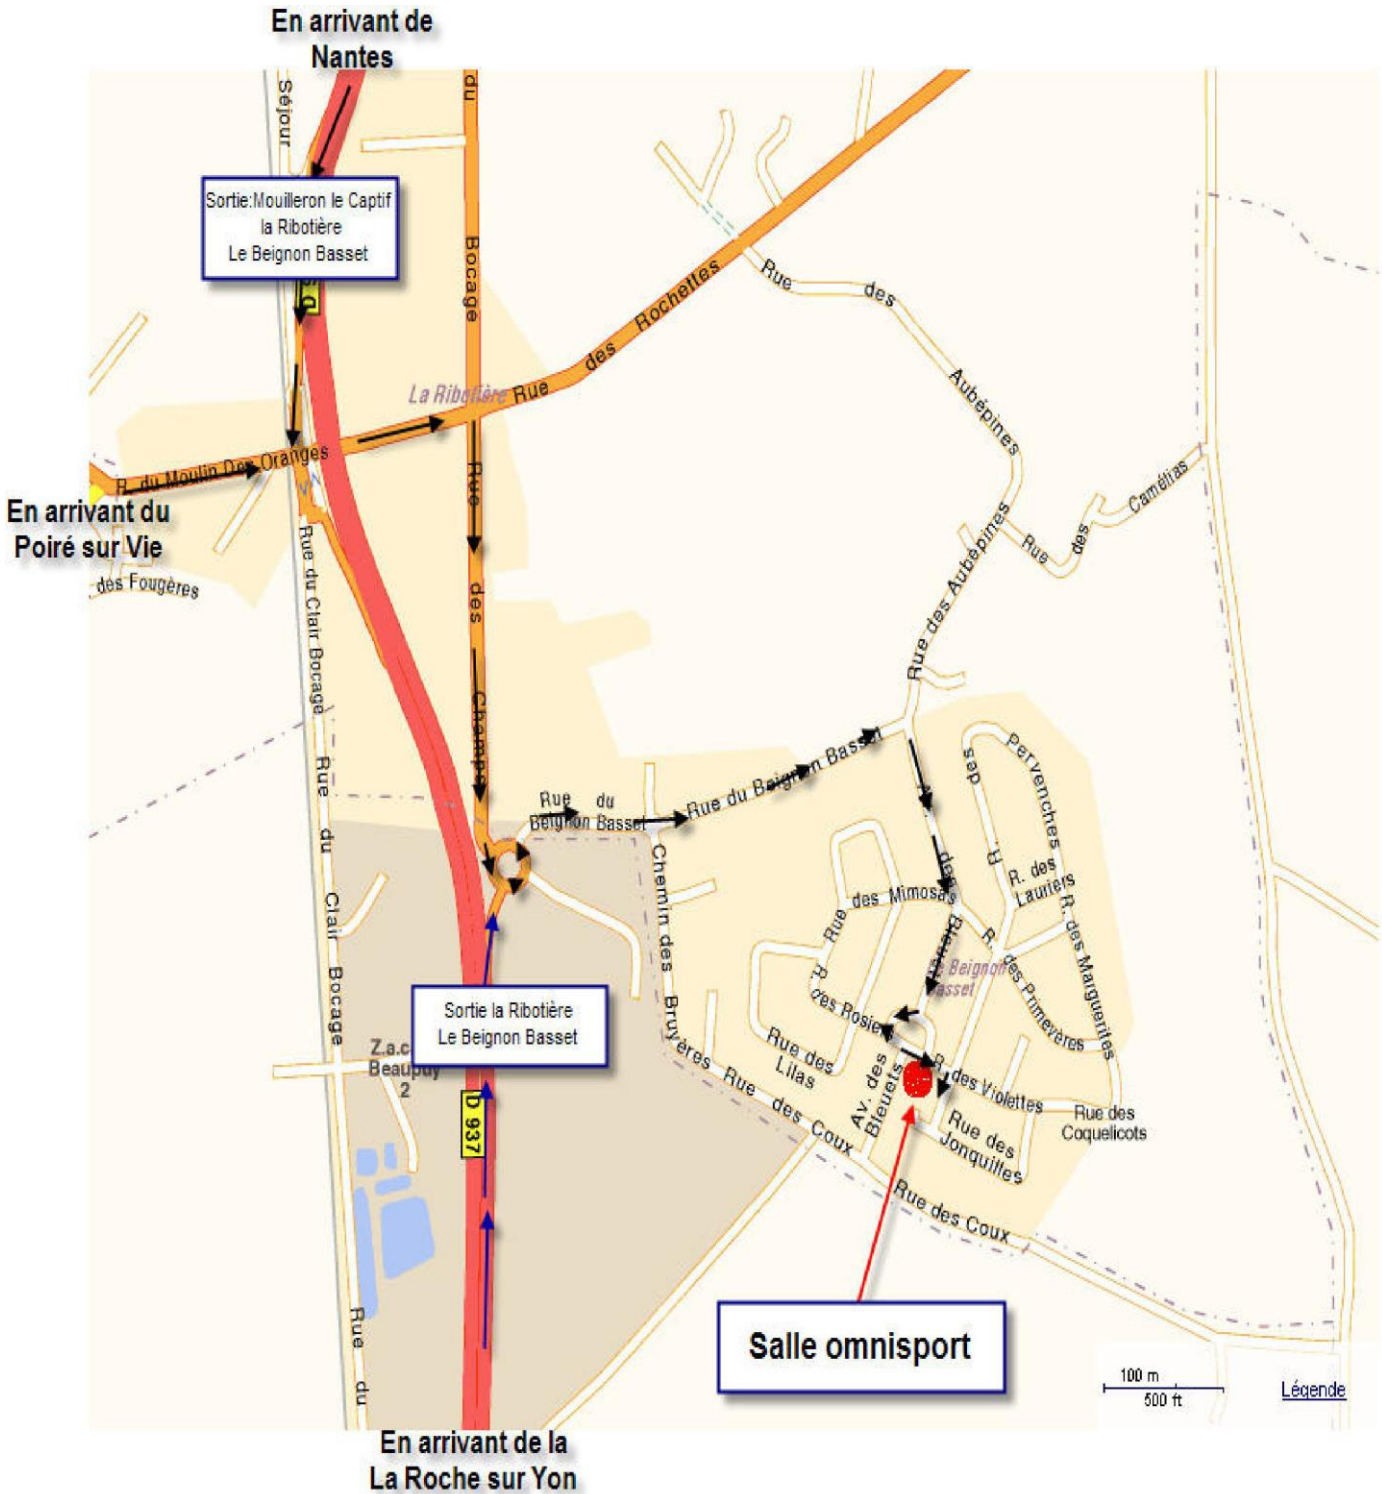 En arrivant de
Nantes
Séjour
du
Sortie:Mouilleron le Captif
la Ribotière
Le Beignon Basset
Bocage
Rue des Rochettes
La Ribotière
R. du Moulin Des Oranges
En arrivant du
Poiré sur Vie
des Fougères
Rue des Aubépines
Rue des Camélias
Rue des Aubépines
Rue des Champs
Rue du Clair Bocage
Rue du Clair Bocage
Rue du
Rue du
Beignon Basset
Rue du Beignon Basset
Chemin des Bruyères
des
Pervenches
R. des
R. des
Lauriers
R. des Marguerites
Rue des Mimosas
R. des Primevères
Basset
R. des Rosiers
Rue des
Lilas
Av. des
Bleuets
R. des Violettes
Rue des
Coquelicots
Rue des
Jonquilles
Rue des Coux
Rue des Coux
Sortie la Ribotière
Le Beignon Basset
Z.a.c.
Beaupuy
2
D 937
Salle omnisport
100 m
500 ft
Légende
En arrivant de la
La Roche sur Yon